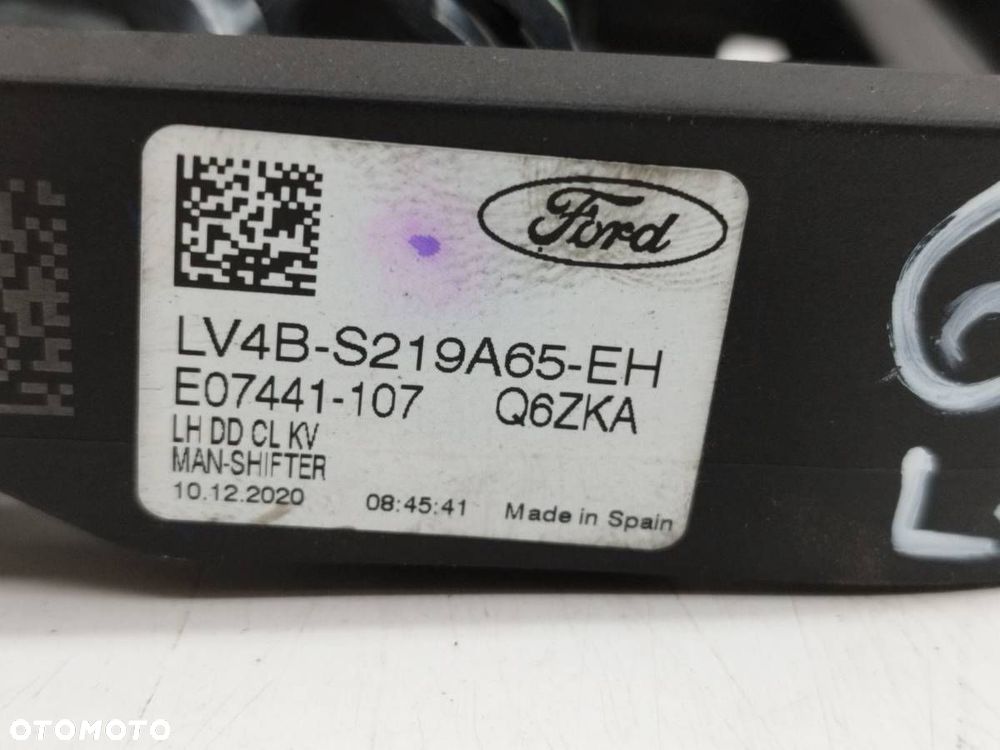 Ford
LV4B-S219A65-EH
E07441-107 Q6ZKA
LH DD CL KV
MAN-SHIFTER
10.12.2020 08:45:41 Made in Spain
OTOMOTO